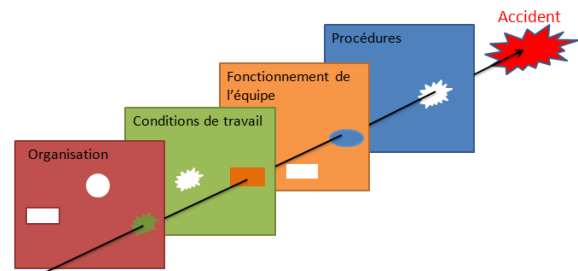 Accident
Procédures
Fonctionnement de
l'équipe
Conditions de travail
Organisation